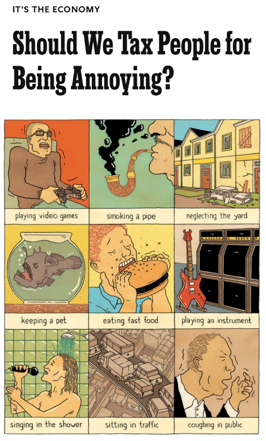 IT'S THE ECONOMY
Should We Tax People for
Being Annoying?
playing video games
smoking a pipe
neglecting the yard
keeping a pet
eating fast food
playing an instrument
singing in the shower
sitting in traffic
coughing in public